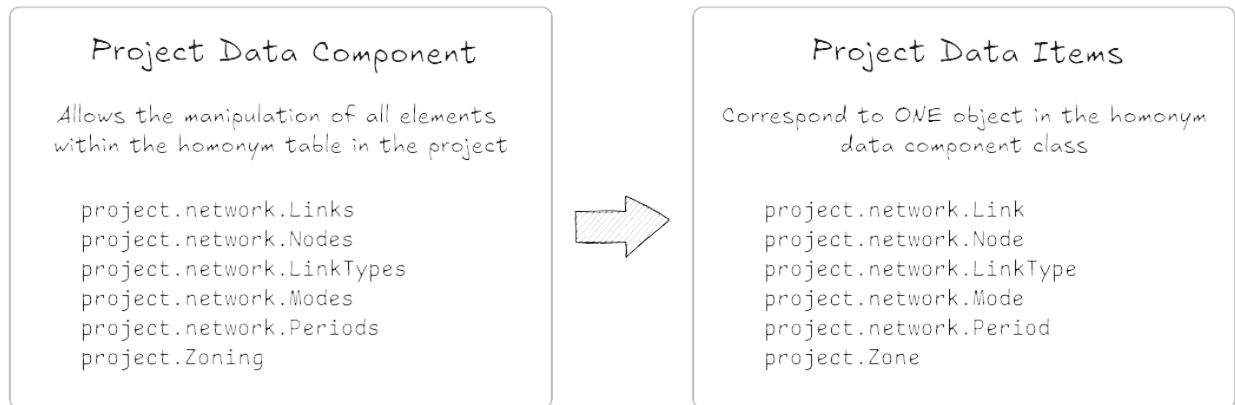 Project Data Component
Allows the manipulation of all elements
within the homonym table in the project
project.network.Links
project.network.Nodes
project.network.LinkTypes
project.network.Modes
project.network.Periods
project.Zoning
Project Data Items
Correspond to ONE object in the homonym
data component class
project.network.Link
project.network.Node
project.network.LinkType
project.network.Mode
project.network.Period
project.Zone